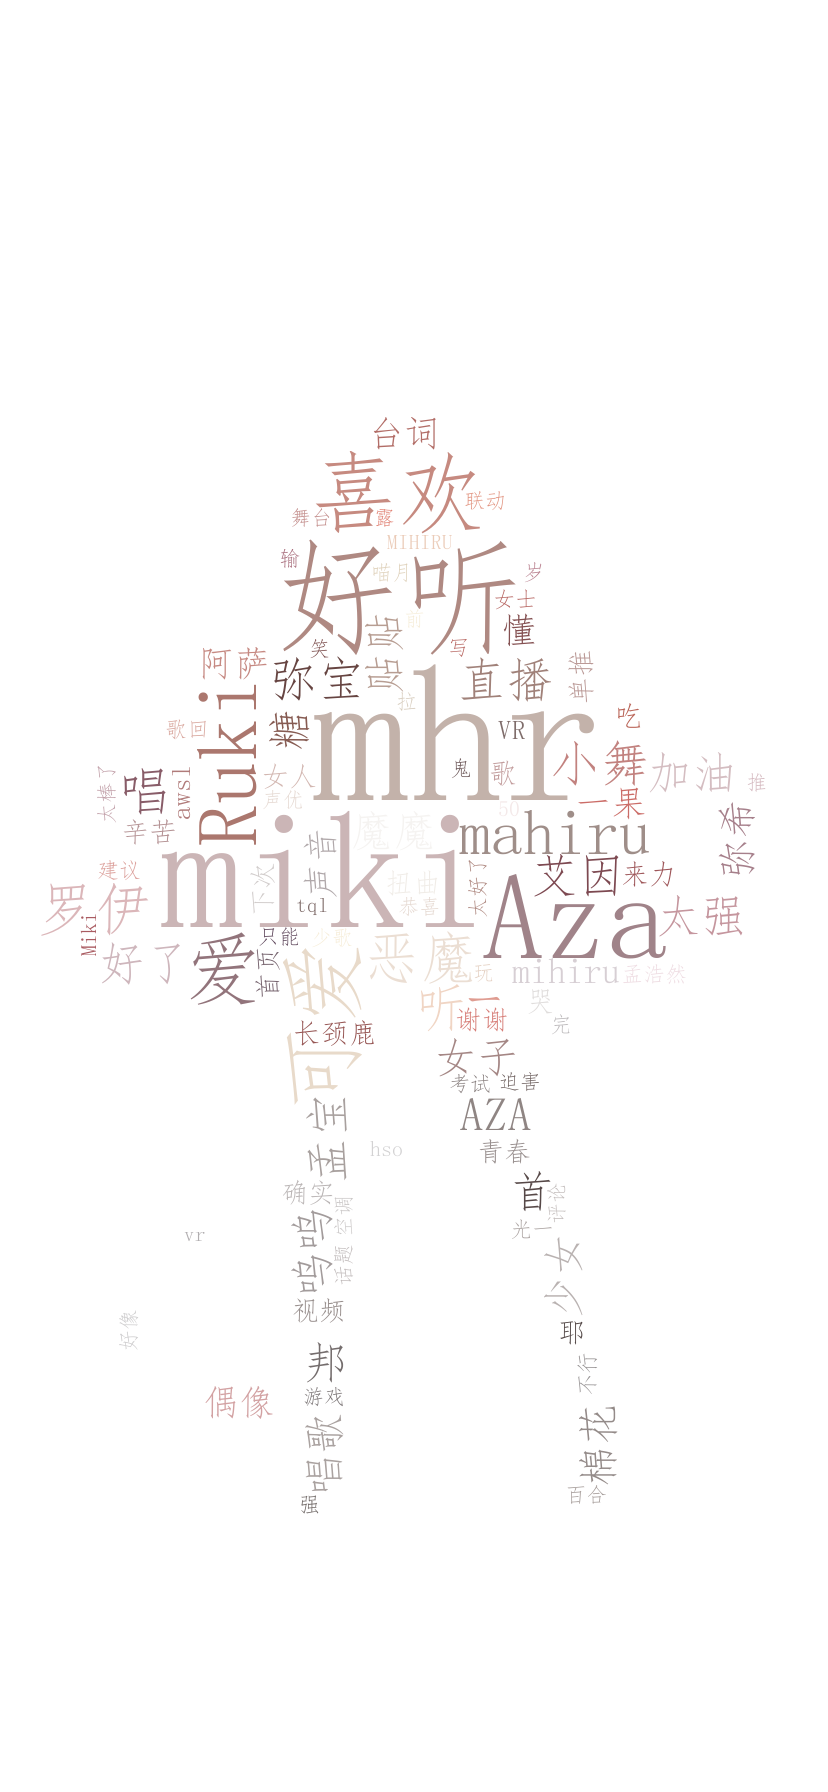 台词
喜欢
联动
舞台
露
MIHIRU
好听
输
喵月
岁
女士
前
懂
贴贴
笑
写
阿萨
弥宝
直播
单推
Ruki
mhr
拉
吃
糖
VR
歌回
小舞
加油
太棒了
唱
awsl
女人
鬼
歌
推
声优
50
一果
弥希
辛苦
魔魔
mahiru
声音
miki
建议
下次
扭曲
太好了
艾因
来力
罗伊
tql
恭喜
Aza
太强
Miki
好了
爱
只能
少歌
首页
恶魔
玩
mihiru
孟浩然
可爱
听
一
哭
长颈鹿
谢谢
完
女子
考试
迫害
孟宝
AZA
hso
青春
确实
首
评论
空调
呜呜
光一
vr
话题
少女
视频
好像
耶
邦
不行
偶像
游戏
唱歌
棉花
强
百合